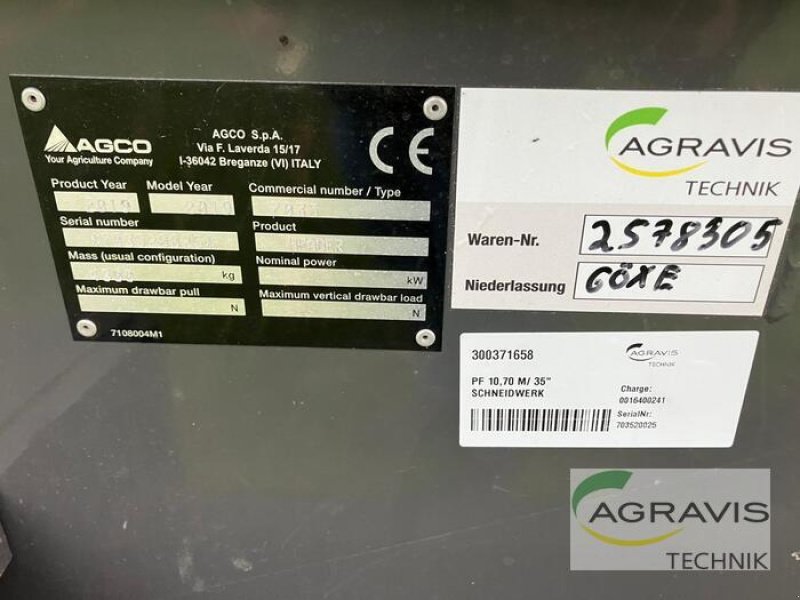 AGCO
Your Agriculture Company
AGCO S.p.A.
Via F. Laverda 15/17
I-36042 Breganze (VI) ITALY
CE
Product Year
Model Year
Commercial number / Type
2019
2019
Serial number
Product
HEADER
Mass (usual configuration)
Nominal power
kg
kW
Maximum drawbar pull
Maximum vertical drawbar load
N
N
7108004M1
AGRAVIS
TECHNIK
Waren-Nr.
2578305
Niederlassung
GÖXE
300371658
AGRAVIS
TECHNIK
PF 10,70 M/ 35"
SCHNEIDWERK
Charge:
0016400241
SerialNr:
703520025
AGRAVIS
TECHNIK